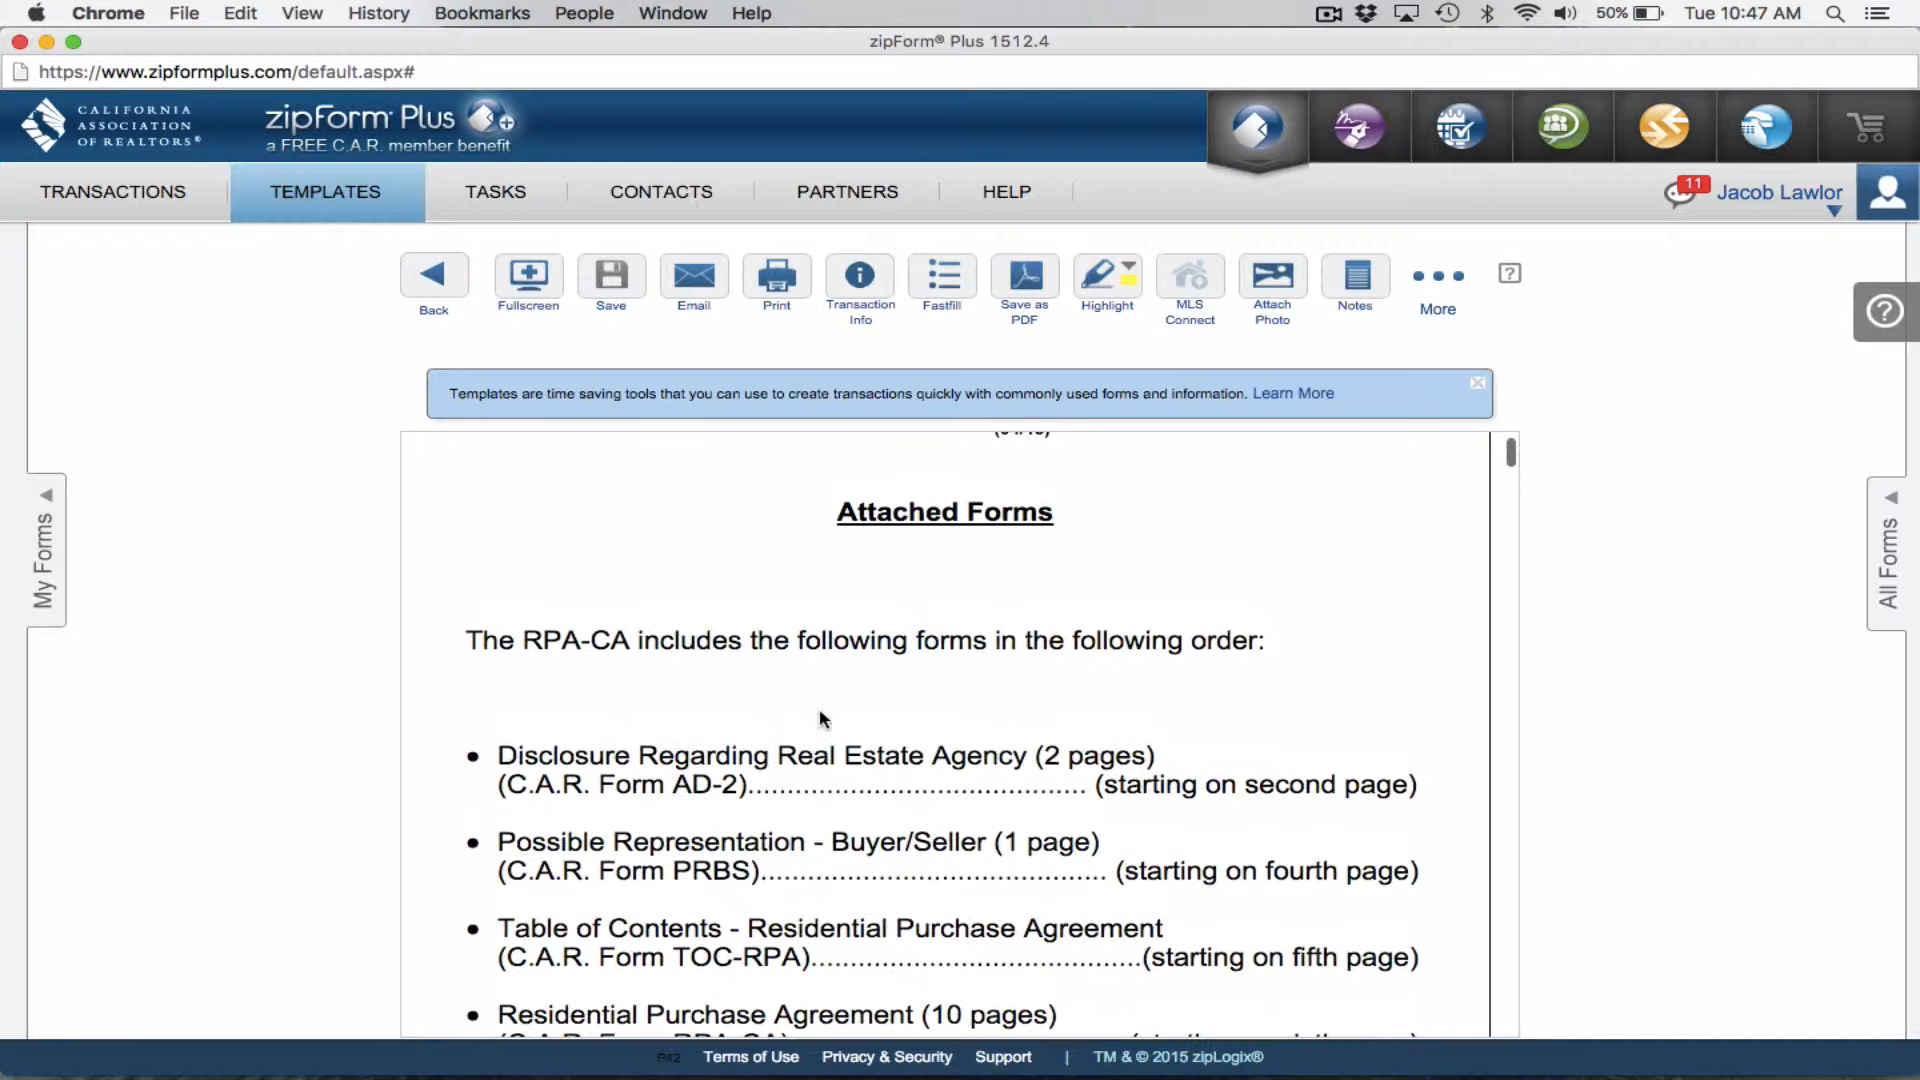 Chrome File Edit View History Bookmarks People Window Help 50% Tue 10:47 AM
zipForm® Plus 1512.4
https://www.zipformplus.com/default.aspx#
CALIFORNIA
ASSOCIATION
OF REALTORS®
zipForm® Plus
a FREE C.A.R. member benefit
TRANSACTIONS TEMPLATES TASKS CONTACTS PARTNERS HELP 11 Jacob Lawlor
Back Fullscreen Save Email Print Transaction Info Fastfill Save as PDF Highlight MLS Connect Attach Photo Notes More ?
?
Templates are time saving tools that you can use to create transactions quickly with commonly used forms and information. Learn More
My Forms
All Forms
Attached Forms
The RPA-CA includes the following forms in the following order:
• Disclosure Regarding Real Estate Agency (2 pages)
(C.A.R. Form AD-2)....................................... (starting on second page)
• Possible Representation - Buyer/Seller (1 page)
(C.A.R. Form PRBS)........................................ (starting on fourth page)
• Table of Contents - Residential Purchase Agreement
(C.A.R. Form TOC-RPA).....................................(starting on fifth page)
• Residential Purchase Agreement (10 pages)
Terms of Use Privacy & Security Support | TM & © 2015 zipLogix®